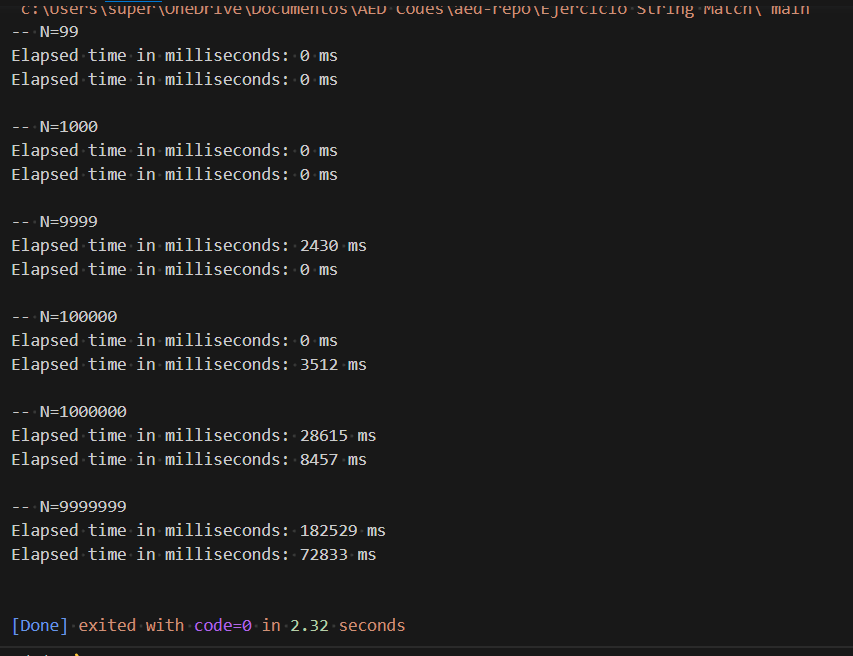 c:\Users\super\OneDrive\Documentos\AED Codes\aed-repo\Ejercicio String Match\"main
-- N=99
Elapsed time in milliseconds: 0 ms
Elapsed time in milliseconds: 0 ms
-- N=1000
Elapsed time in milliseconds: 0 ms
Elapsed time in milliseconds: 0 ms
-- N=9999
Elapsed time in milliseconds: 2430 ms
Elapsed time in milliseconds: 0 ms
-- N=100000
Elapsed time in milliseconds: 0 ms
Elapsed time in milliseconds: 3512 ms
-- N=1000000
Elapsed time in milliseconds: 28615 ms
Elapsed time in milliseconds: 8457 ms
-- N=9999999
Elapsed time in milliseconds: 182529 ms
Elapsed time in milliseconds: 72833 ms
[Done] exited with code=0 in 2.32 seconds